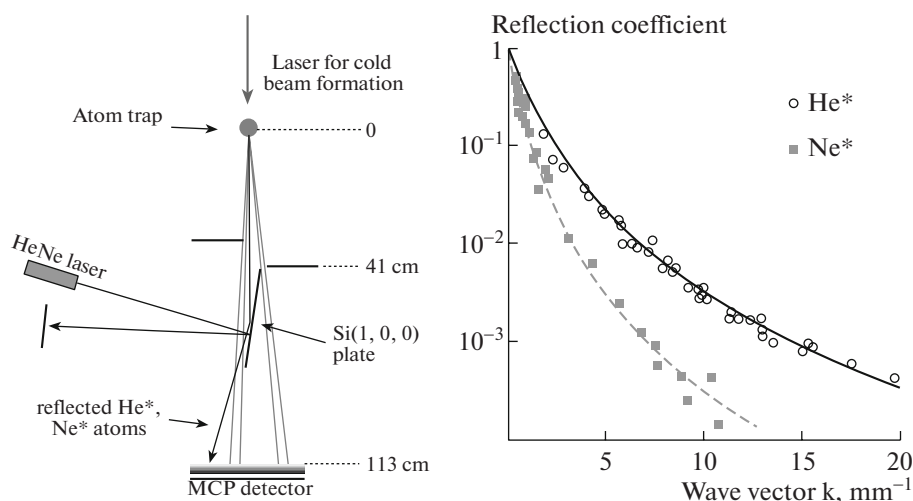 Laser for cold
beam formation
Atom trap
0
HeNe laser
41 cm
Si(1, 0, 0)
plate
reflected He*,
Ne* atoms
113 cm
MCP detector
Reflection coefficient
1
10⁻¹
10⁻²
10⁻³
He*
Ne*
5 10 15 20
Wave vector k, mm⁻¹